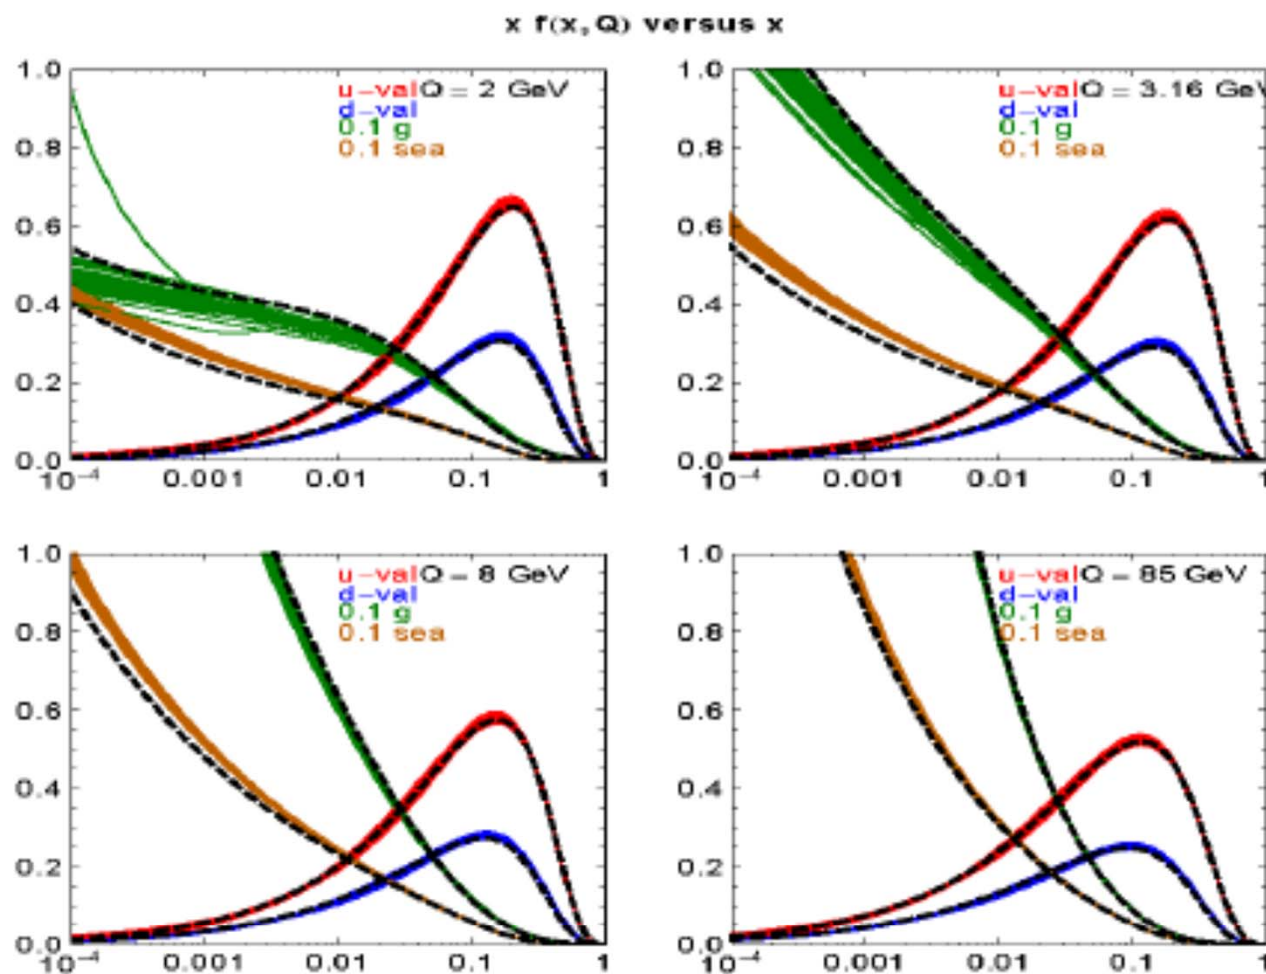 x f(x,Q) versus x
1.0
0.8
0.6
0.4
0.2
0.0
u-val Q = 2 GeV
d-val
0.1 g
0.1 sea
10⁻⁴ 0.001 0.01 0.1 1
1.0
0.8
0.6
0.4
0.2
0.0
u-val Q = 3.16 GeV
d-val
0.1 g
0.1 sea
10⁻⁴ 0.001 0.01 0.1 1
1.0
0.8
0.6
0.4
0.2
0.0
u-val Q = 8 GeV
d-val
0.1 g
0.1 sea
10⁻⁴ 0.001 0.01 0.1 1
1.0
0.8
0.6
0.4
0.2
0.0
u-val Q = 85 GeV
d-val
0.1 g
0.1 sea
10⁻⁴ 0.001 0.01 0.1 1